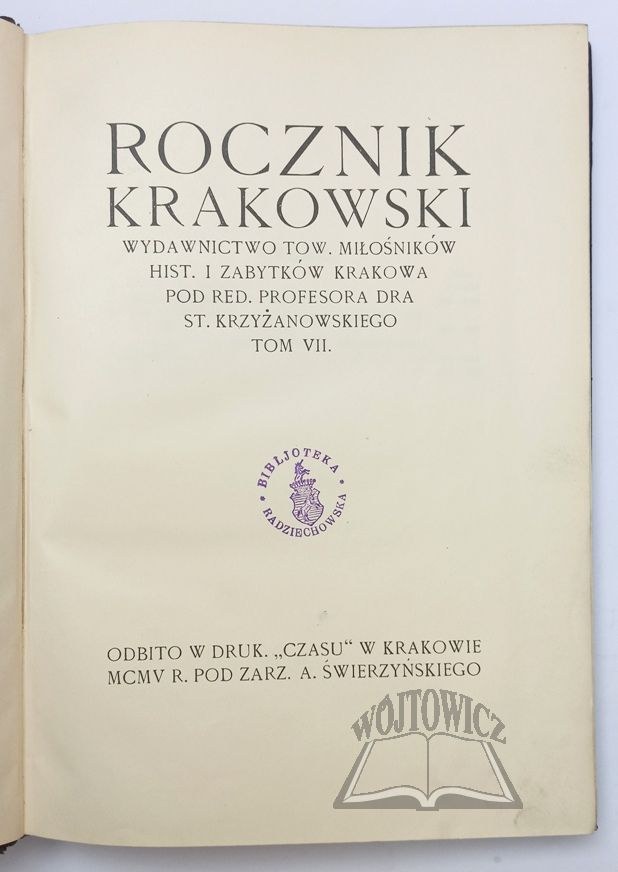 ROCZNIK
KRAKOWSKI
WYDAWNICTWO TOW. MIŁOŚNIKÓW
HIST. I ZABYTKÓW KRAKOWA
POD RED. PROFESORA DRA
ST. KRZYŻANOWSKIEGO
TOM VII.
BIBLJOTEKA
RADZIECHOWSKA
ODBITO W DRUK. „CZASU“ W KRAKOWIE
MCMV R. POD ZARZ. A. ŚWIERZYŃSKIEGO
WÓJTOWICZ